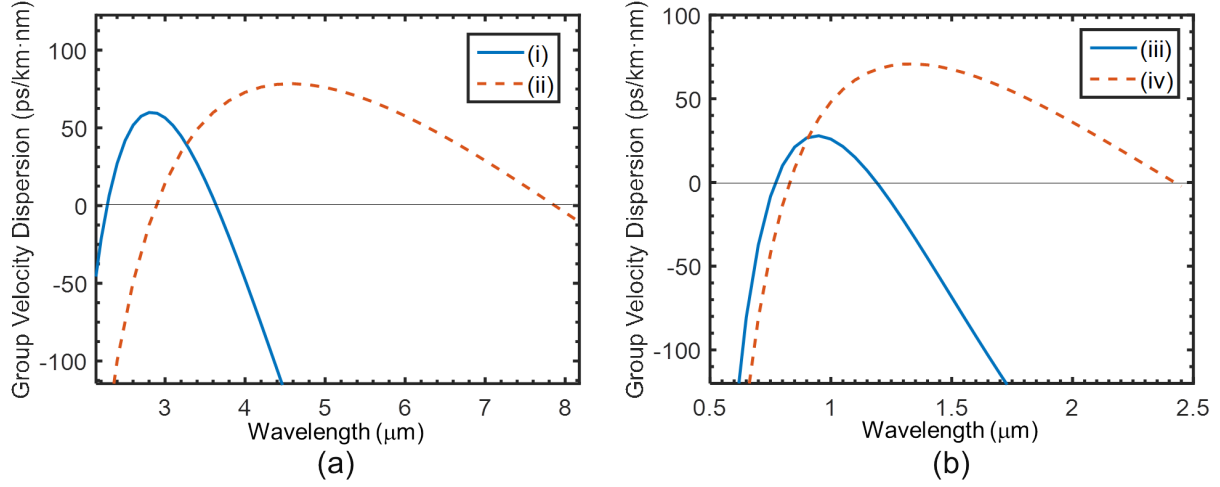 Group Velocity Dispersion (ps/km·nm)
100
50
0
-50
-100
3
4
5
6
7
8
(i)
(ii)
Wavelength (μm)
(a)
Group Velocity Dispersion (ps/km·nm)
100
50
0
-50
-100
0.5
1
1.5
2
2.5
(iii)
(iv)
Wavelength (μm)
(b)